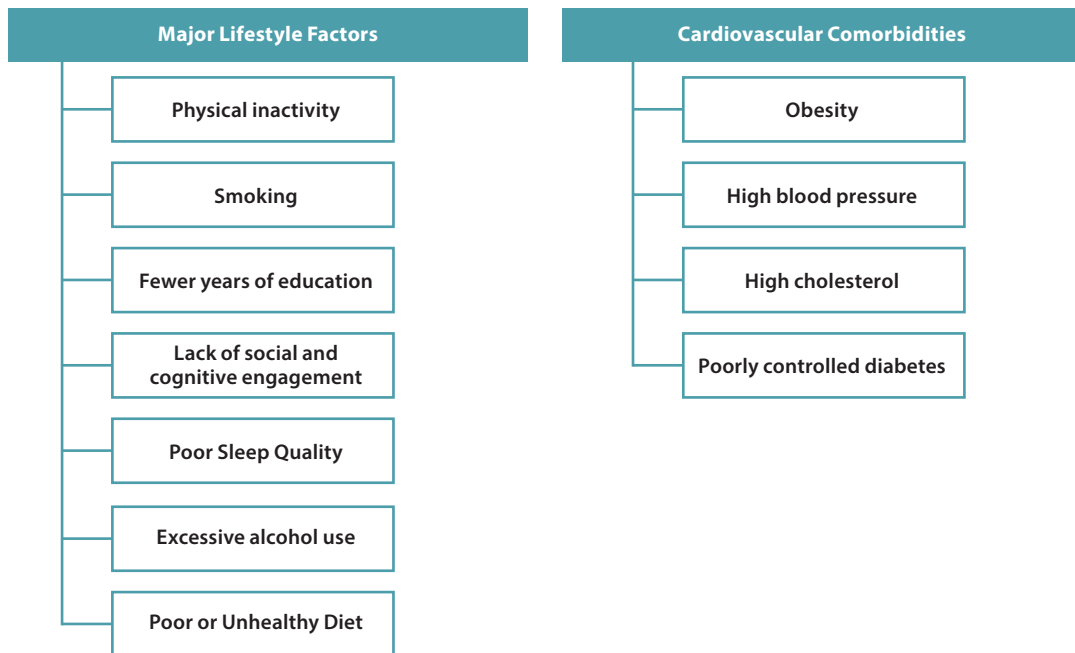 Major Lifestyle Factors
Physical inactivity
Smoking
Fewer years of education
Lack of social and
cognitive engagement
Poor Sleep Quality
Excessive alcohol use
Poor or Unhealthy Diet
Cardiovascular Comorbidities
Obesity
High blood pressure
High cholesterol
Poorly controlled diabetes